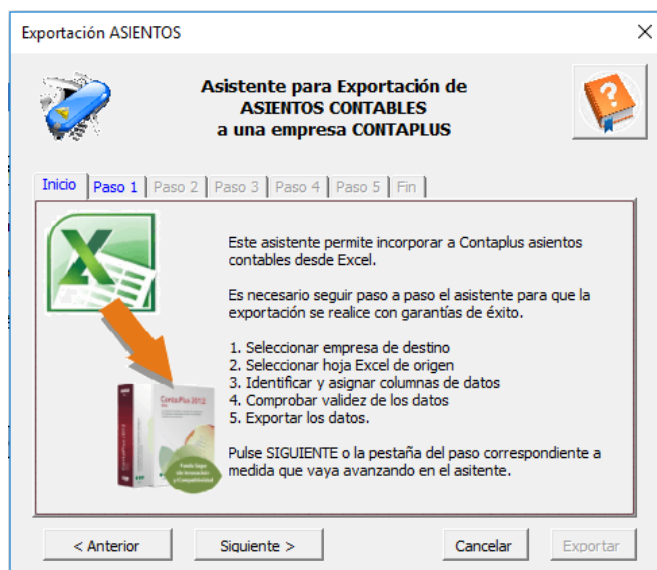 Exportación ASIENTOS
Asistente para Exportación de
ASIENTOS CONTABLES
a una empresa CONTAPLUS
Inicio
Paso 1
Paso 2
Paso 3
Paso 4
Paso 5
Fin
Este asistente permite incorporar a Contaplus asientos
contables desde Excel.
Es necesario seguir paso a paso el asistente para que la
exportación se realice con garantías de éxito.
1. Seleccionar empresa de destino
2. Seleccionar hoja Excel de origen
3. Identificar y asignar columnas de datos
4. Comprobar validez de los datos
5. Exportar los datos.
Pulse SIGUIENTE o la pestaña del paso correspondiente a
medida que vaya avanzando en el asitente.
ContaPlus 2012
< Anterior
Siguiente >
Cancelar
Exportar